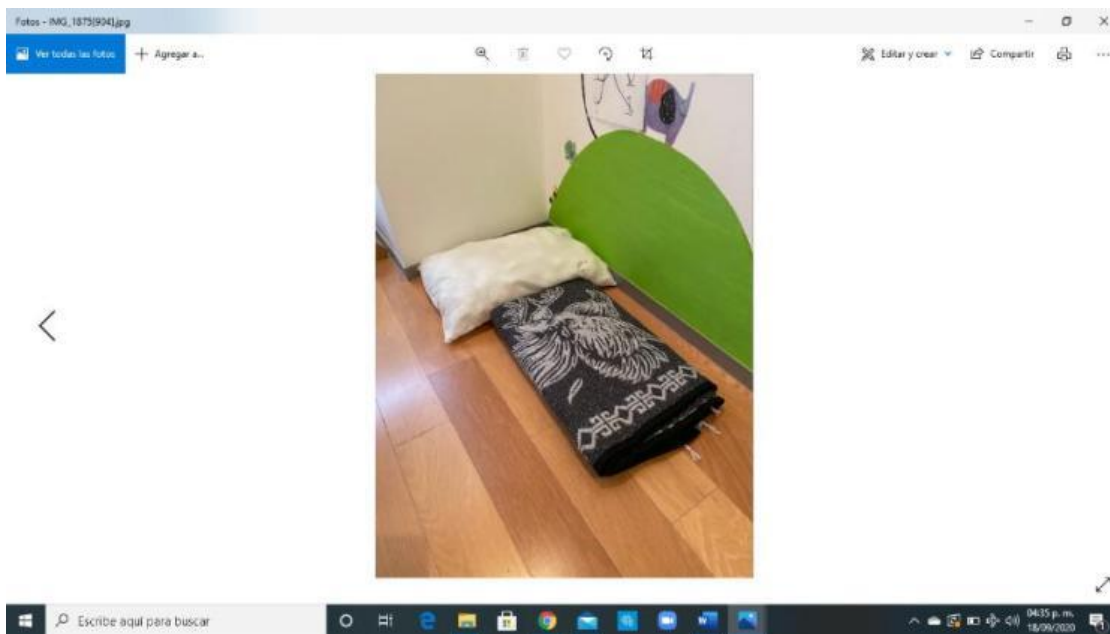 Fotos - IMG_1875[904].jpg
Ver todas las fotos
Agregar a...
Editar y crear
Compartir
Escribe aquí para buscar
04:35 p. m.
18/09/2020